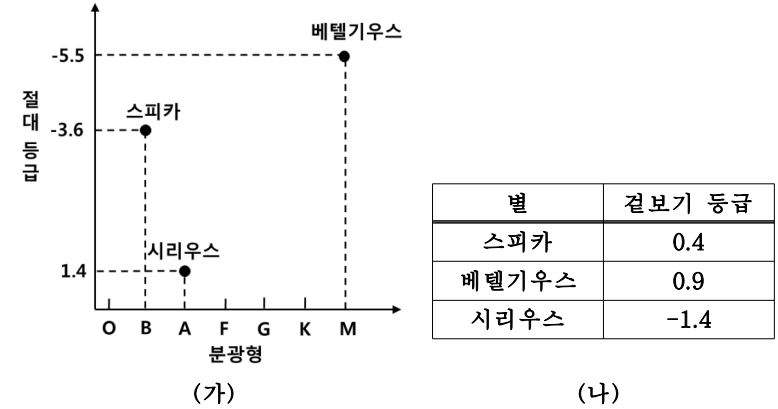 베텔기우스
-5.5
스피카
-3.6
절대 등급
시리우스
1.4
O B A F G K M
분광형
(가)
별 겉보기 등급
스피카 0.4
베텔기우스 0.9
시리우스 -1.4
(나)